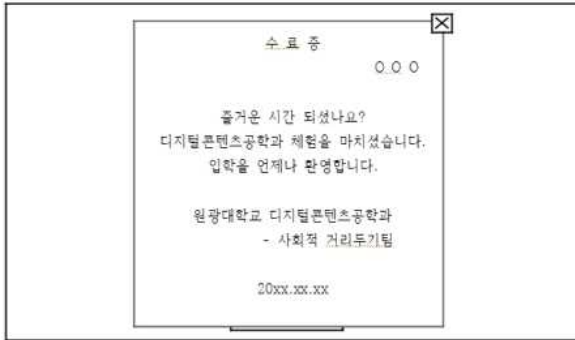 수 료 증
O O O
즐거운 시간 되셨나요?
디지털콘텐츠공학과 체험을 마치셨습니다.
입학을 언제나 환영합니다.
원광대학교 디지털콘텐츠공학과
- 사회적 거리두기팀
20xx.xx.xx